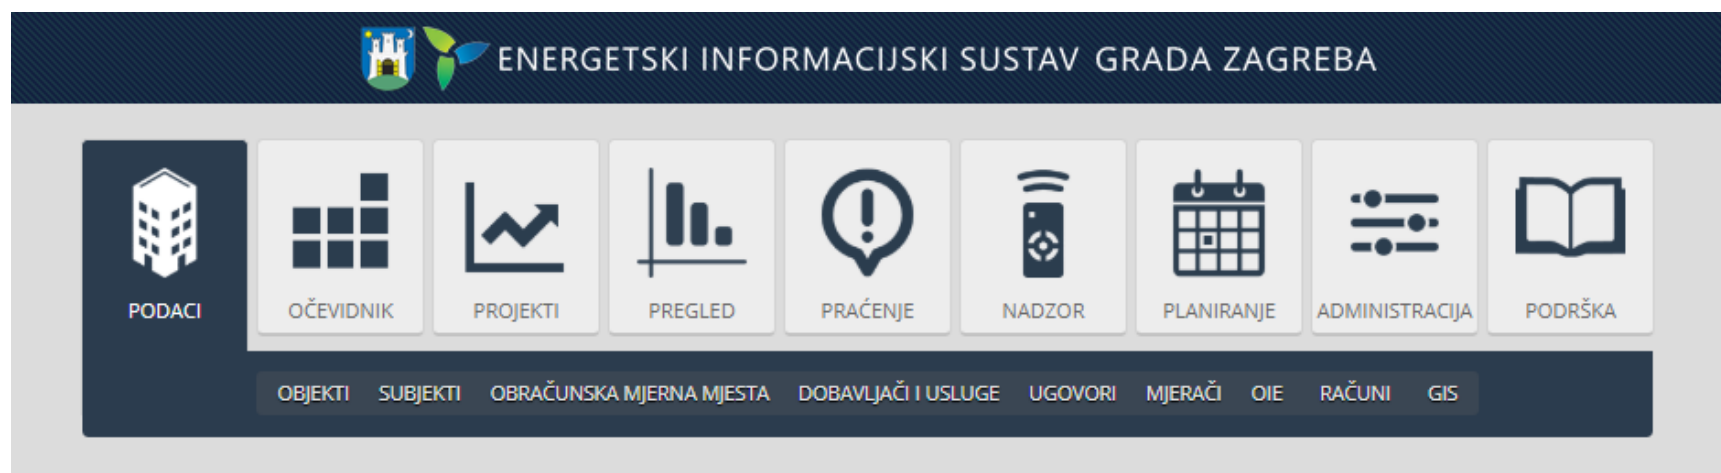 ENERGETSKI INFORMACIJSKI SUSTAV GRADA ZAGREBA
PODACI OČEVIDNIK PROJEKTI PREGLED PRAĆENJE NADZOR PLANIRANJE ADMINISTRACIJA PODRŠKA
OBJEKTI SUBJEKTI OBRAČUNSKA MJERNA MJESTA DOBAVLJAČI I USLUGE UGOVORI MJERAČI OIE RAČUNI GIS